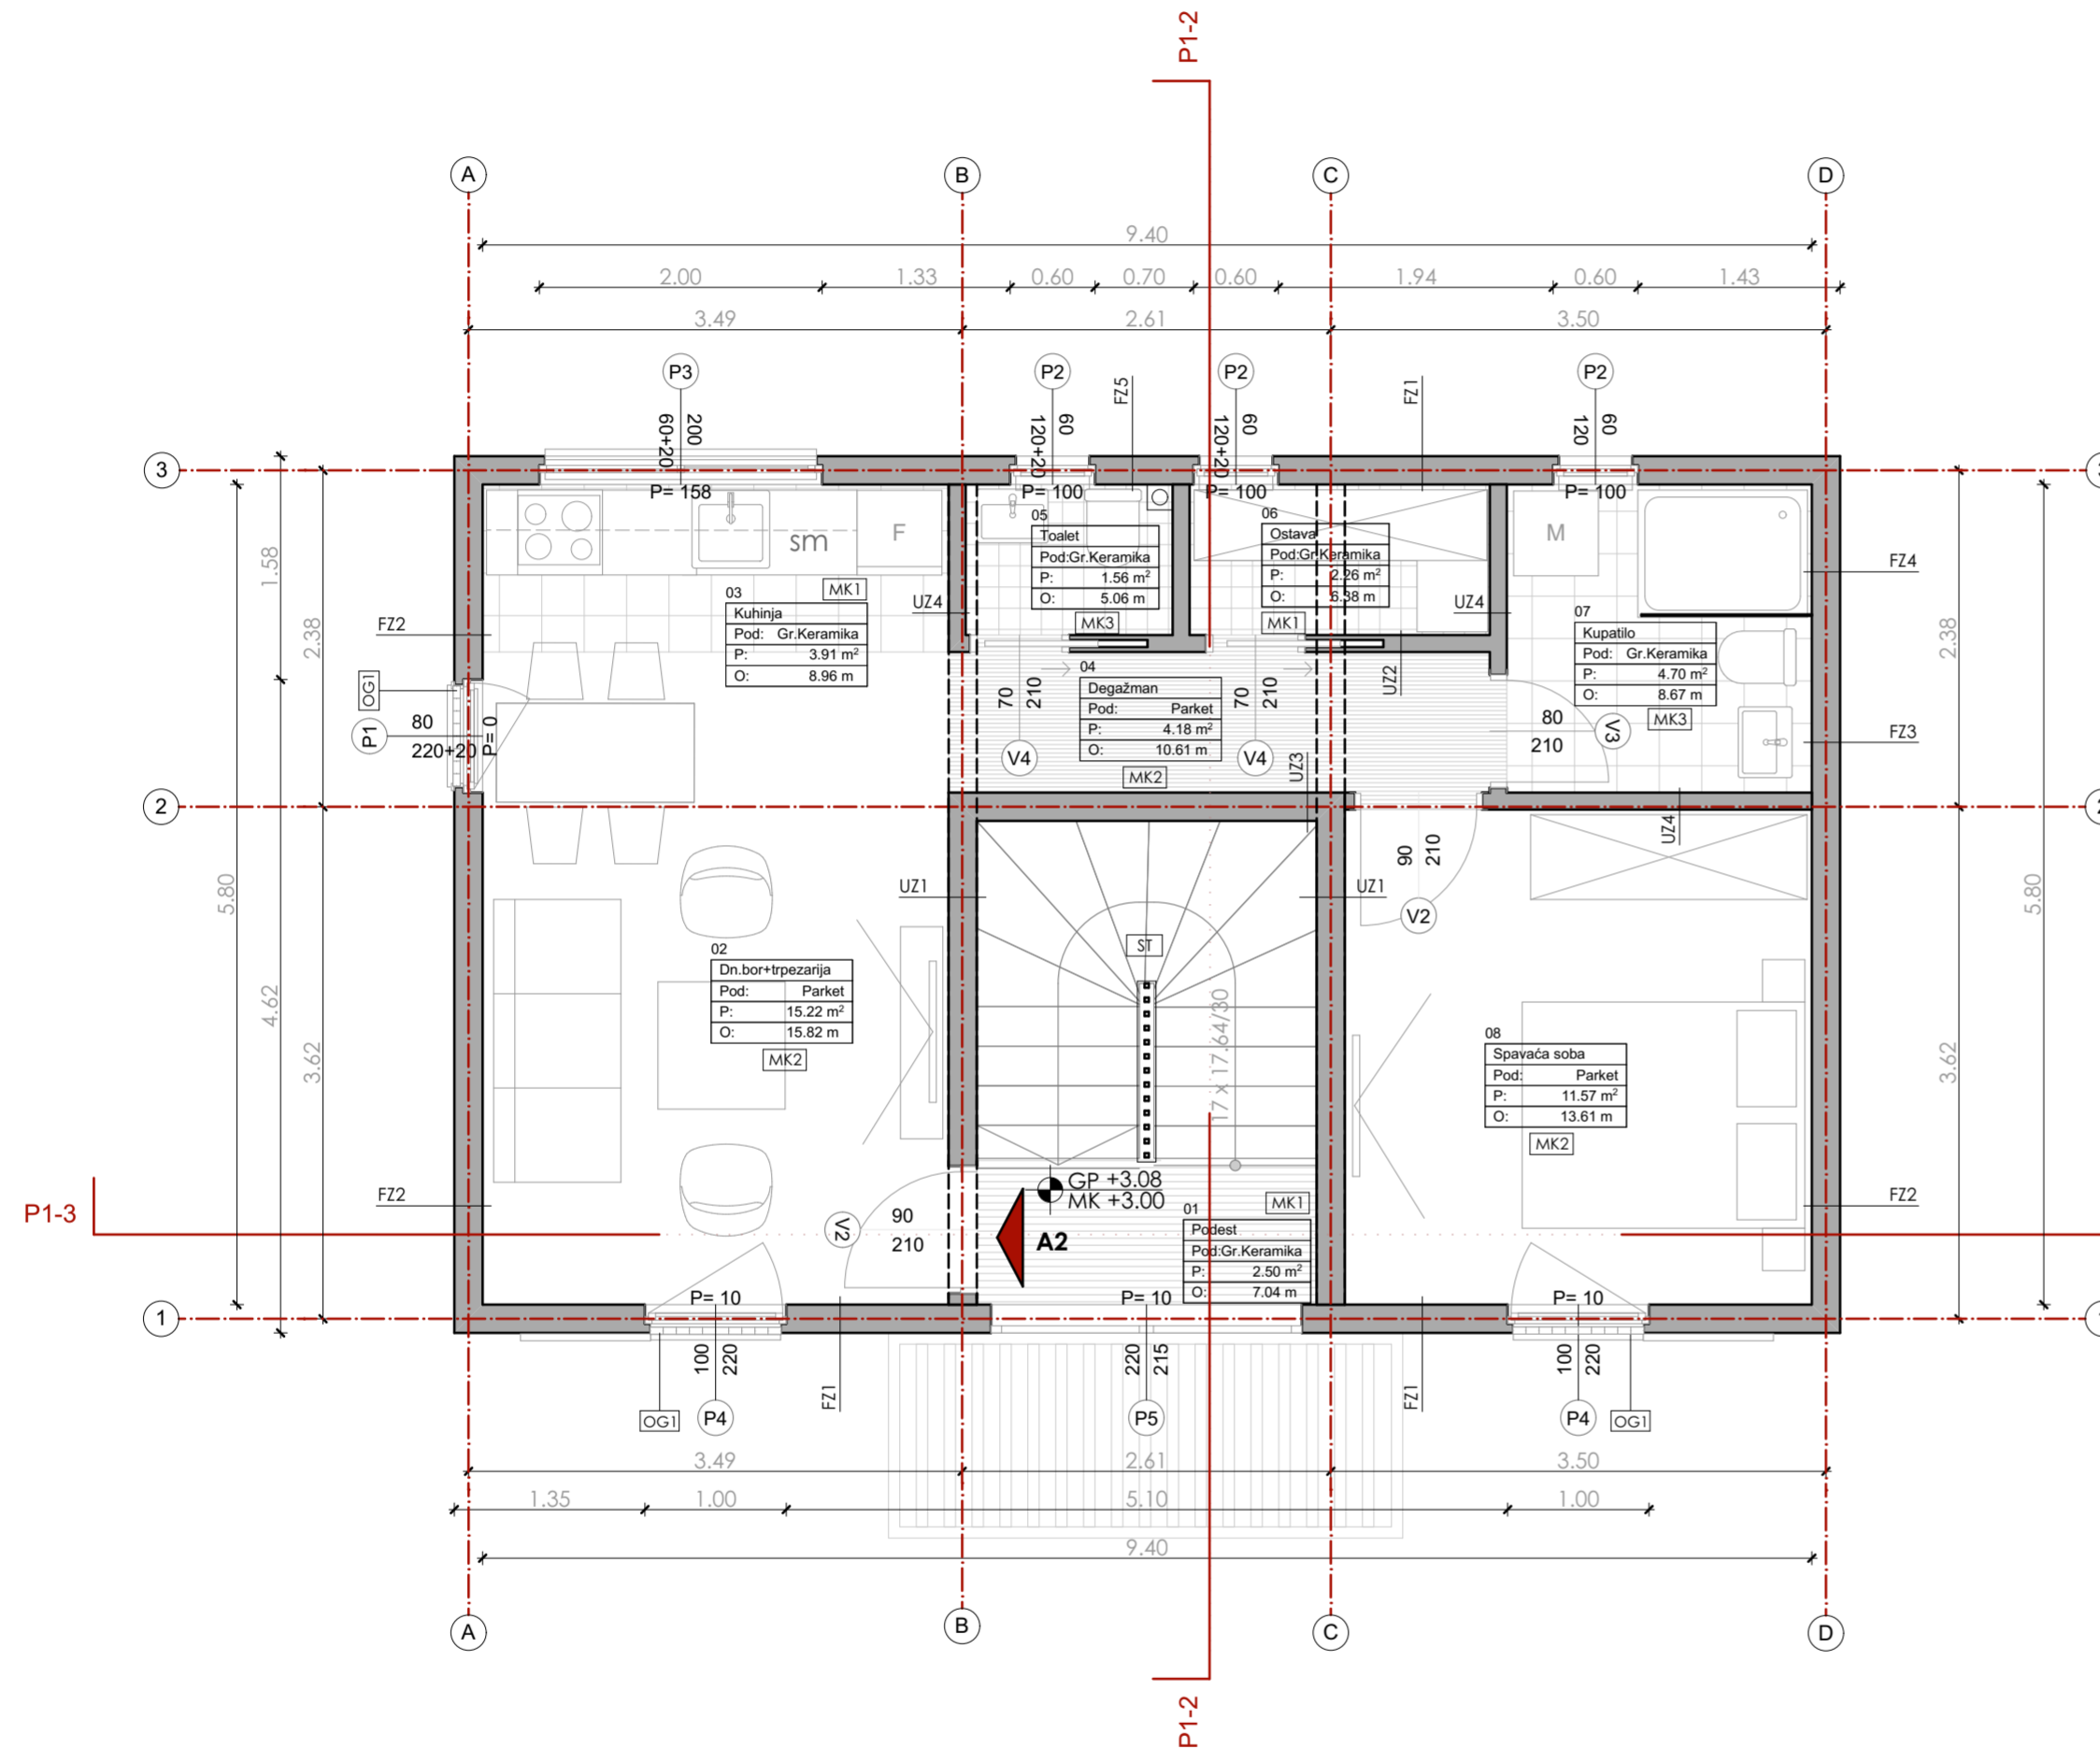 P1-2
A
B
C
D
9.40
2.00
1.33
0.60
0.70
0.60
1.94
0.60
1.43
3.49
2.61
3.50
P3
P2
P2
P2
FZ5
FZ1
60+20
200
120+20
60
120+20
60
120
60
3
P= 158
P= 100
P= 100
P= 100
05
Toalet
Pod:Gr.Keramika
P: 1.56 m²
O: 5.06 m
MK3
06
Ostava
Pod:Gr.Keramika
P: 2.26 m²
O: 6.38 m
MK1
sm
F
M
MK1
03
Kuhinja
Pod: Gr.Keramika
P: 3.91 m²
O: 8.96 m
UZ4
UZ4
FZ4
FZ2
07
Kupatilo
Pod: Gr.Keramika
P: 4.70 m²
O: 8.67 m
MK3
1.58
2.38
2.38
OG1
P1
80
220+20
P= 0
04
Degažman
Pod: Parket
P: 4.18 m²
O: 10.61 m
MK2
70
210
V4
70
210
V4
UZ2
UZ3
80
210
V3
FZ3
2
UZ4
90
210
V2
5.80
4.62
3.62
UZ1
UZ1
ST
17 x 17.64/30
02
Dn.bor+trpezarija
Pod: Parket
P: 15.22 m²
O: 15.82 m
MK2
08
Spavaća soba
Pod: Parket
P: 11.57 m²
O: 13.61 m
MK2
5.80
3.62
FZ2
FZ2
P1-3
GP +3.08
MK +3.00
MK1
V2
90
210
A2
01
Podest
Pod:Gr.Keramika
P: 2.50 m²
O: 7.04 m
1
P= 10
P= 10
P= 10
100
220
220
215
100
220
FZ1
FZ1
OG1
P4
P5
P4
OG1
3.49
2.61
3.50
1.35
1.00
5.10
1.00
9.40
A
B
C
D
P1-2